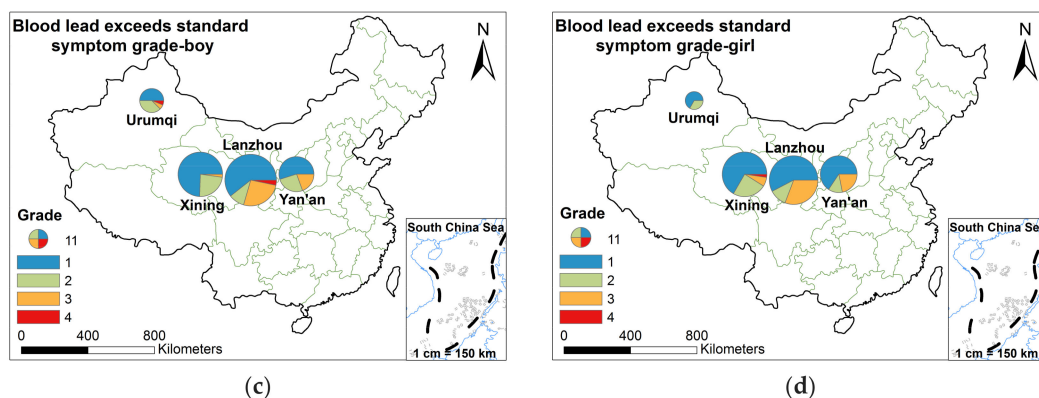 Blood lead exceeds standard
symptom grade-boy
N
Urumqi
Lanzhou
Xining
Yan'an
Grade
11
1
2
3
4
0 400 800
Kilometers
South China Sea
1 cm = 150 km
(c)
Blood lead exceeds standard
symptom grade-girl
N
Urumqi
Lanzhou
Xining
Yan'an
Grade
11
1
2
3
4
0 400 800
Kilometers
South China Sea
1 cm = 150 km
(d)